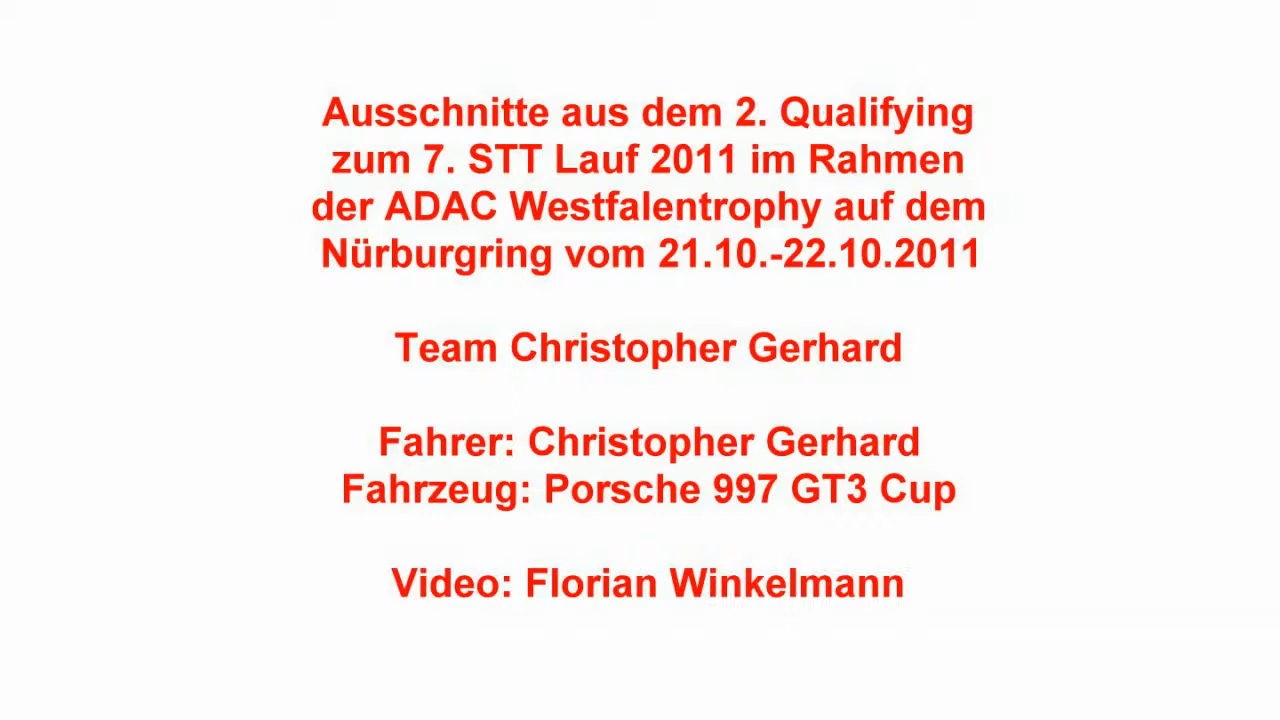 Ausschnitte aus dem 2. Qualifying
zum 7. STT Lauf 2011 im Rahmen
der ADAC Westfalentrophy auf dem
Nürburgring vom 21.10.-22.10.2011
Team Christopher Gerhard
Fahrer: Christopher Gerhard
Fahrzeug: Porsche 997 GT3 Cup
Video: Florian Winkelmann